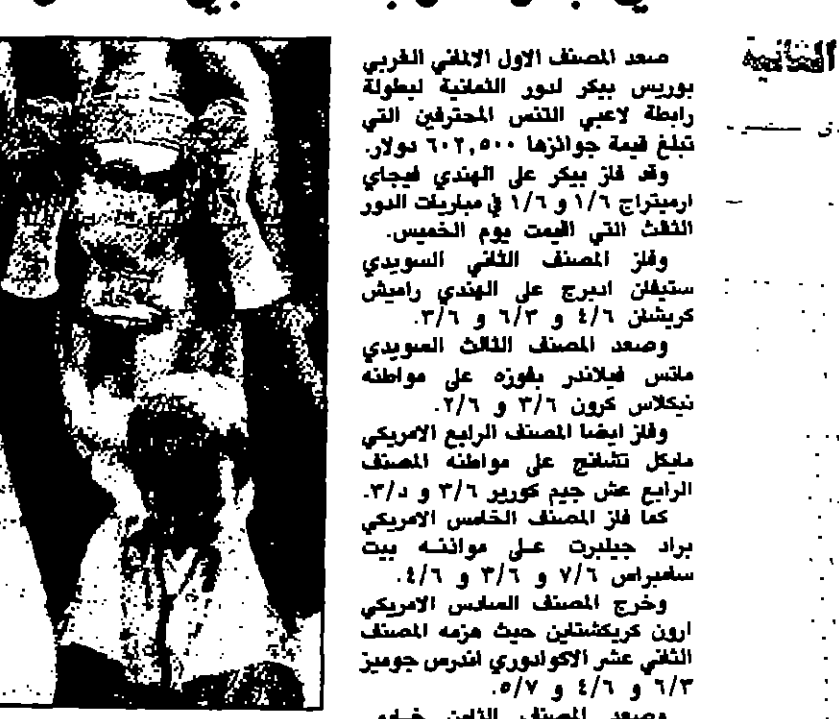 الثانية
صعد المصنف الاول الالماني الغربي
بوريس بيكر لدور الثمانية لبطولة
رابطة لاعبي التنس المحترفين التي
تبلغ قيمة جوائزها ٦٠٢,٥٠٠ دولار.
وقد فاز بيكر على الهندي فيجاي
ارميتراج ١/٦ و ١/٦ في مباريات الدور
الثالث التي اقيمت يوم الخميس.
وفاز المصنف الثاني السويدي
ستيفان ادبرج على الهندي راميش
كريشنان ٤/٦ و ٦/٣ و ٣/٦.
وصعد المصنف الثالث السويدي
ماتس فيلاندر بفوزه على مواطنه
نيكلاس كرون ٣/٦ و ٢/٦.
وفاز ايضا المصنف الرابع الامريكي
مايكل تشانج على مواطنه المصنف
الرابع عش جيم كورير ٣/٦ و ٣/.
كما فاز المصنف الخامس الامريكي
براد جيلبرت على مواننه بيت
سامبراس ٧/٦ و ٣/٦ و ٤/٦.
وخرج المصنف السادس الامريكي
ارون كريكشتاين حيث هزمه المصنف
الثاني عشر الاكوادوري اندرس جوميز
٦/٣ و ٤/٦ و ٥/٧.
وصعد المصنف الثامن